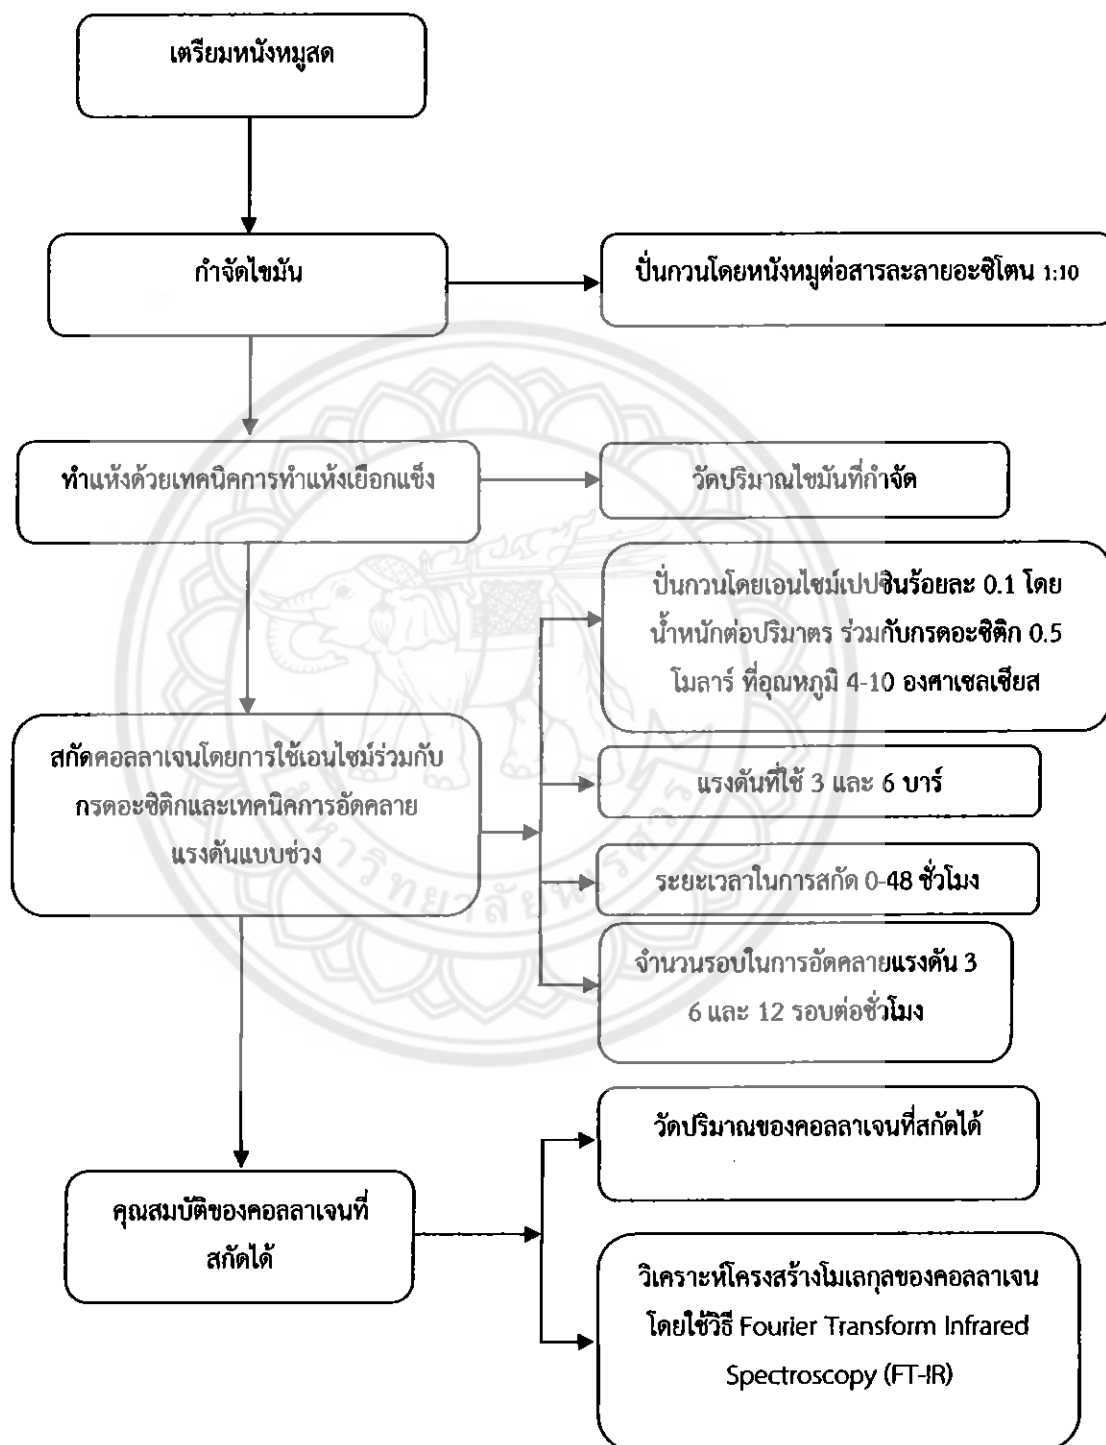 เตรียมหนังหมูสด
กำจัดไขมัน
ปั่นกวนโดยหนังหมูต่อสารละลายอะซิโตน 1:10
ทำแห้งด้วยเทคนิคการทำแห้งเยือกแข็ง
วัดปริมาณไขมันที่กำจัด
ปั่นกวนโดยเอนไซม์เปปซินร้อยละ 0.1 โดย
น้ำหนักต่อปริมาตร ร่วมกับกรดอะซิติก 0.5
โมลาร์ ที่อุณหภูมิ 4-10 องศาเซลเซียส
สกัดคอลลาเจนโดยการใช้เอนไซม์ร่วมกับ
กรดอะซิติกและเทคนิคการอัดคลาย
แรงดันแบบช่วง
แรงดันที่ใช้ 3 และ 6 บาร์
ระยะเวลาในการสกัด 0-48 ชั่วโมง
จำนวนรอบในการอัดคลายแรงดัน 3
6 และ 12 รอบต่อชั่วโมง
วัดปริมาณของคอลลาเจนที่สกัดได้
คุณสมบัติของคอลลาเจนที่
สกัดได้
วิเคราะห์โครงสร้างโมเลกุลของคอลลาเจน
โดยใช้วิธี Fourier Transform Infrared
Spectroscopy (FT-IR)
มหาวิทยาลัยนเรศวร